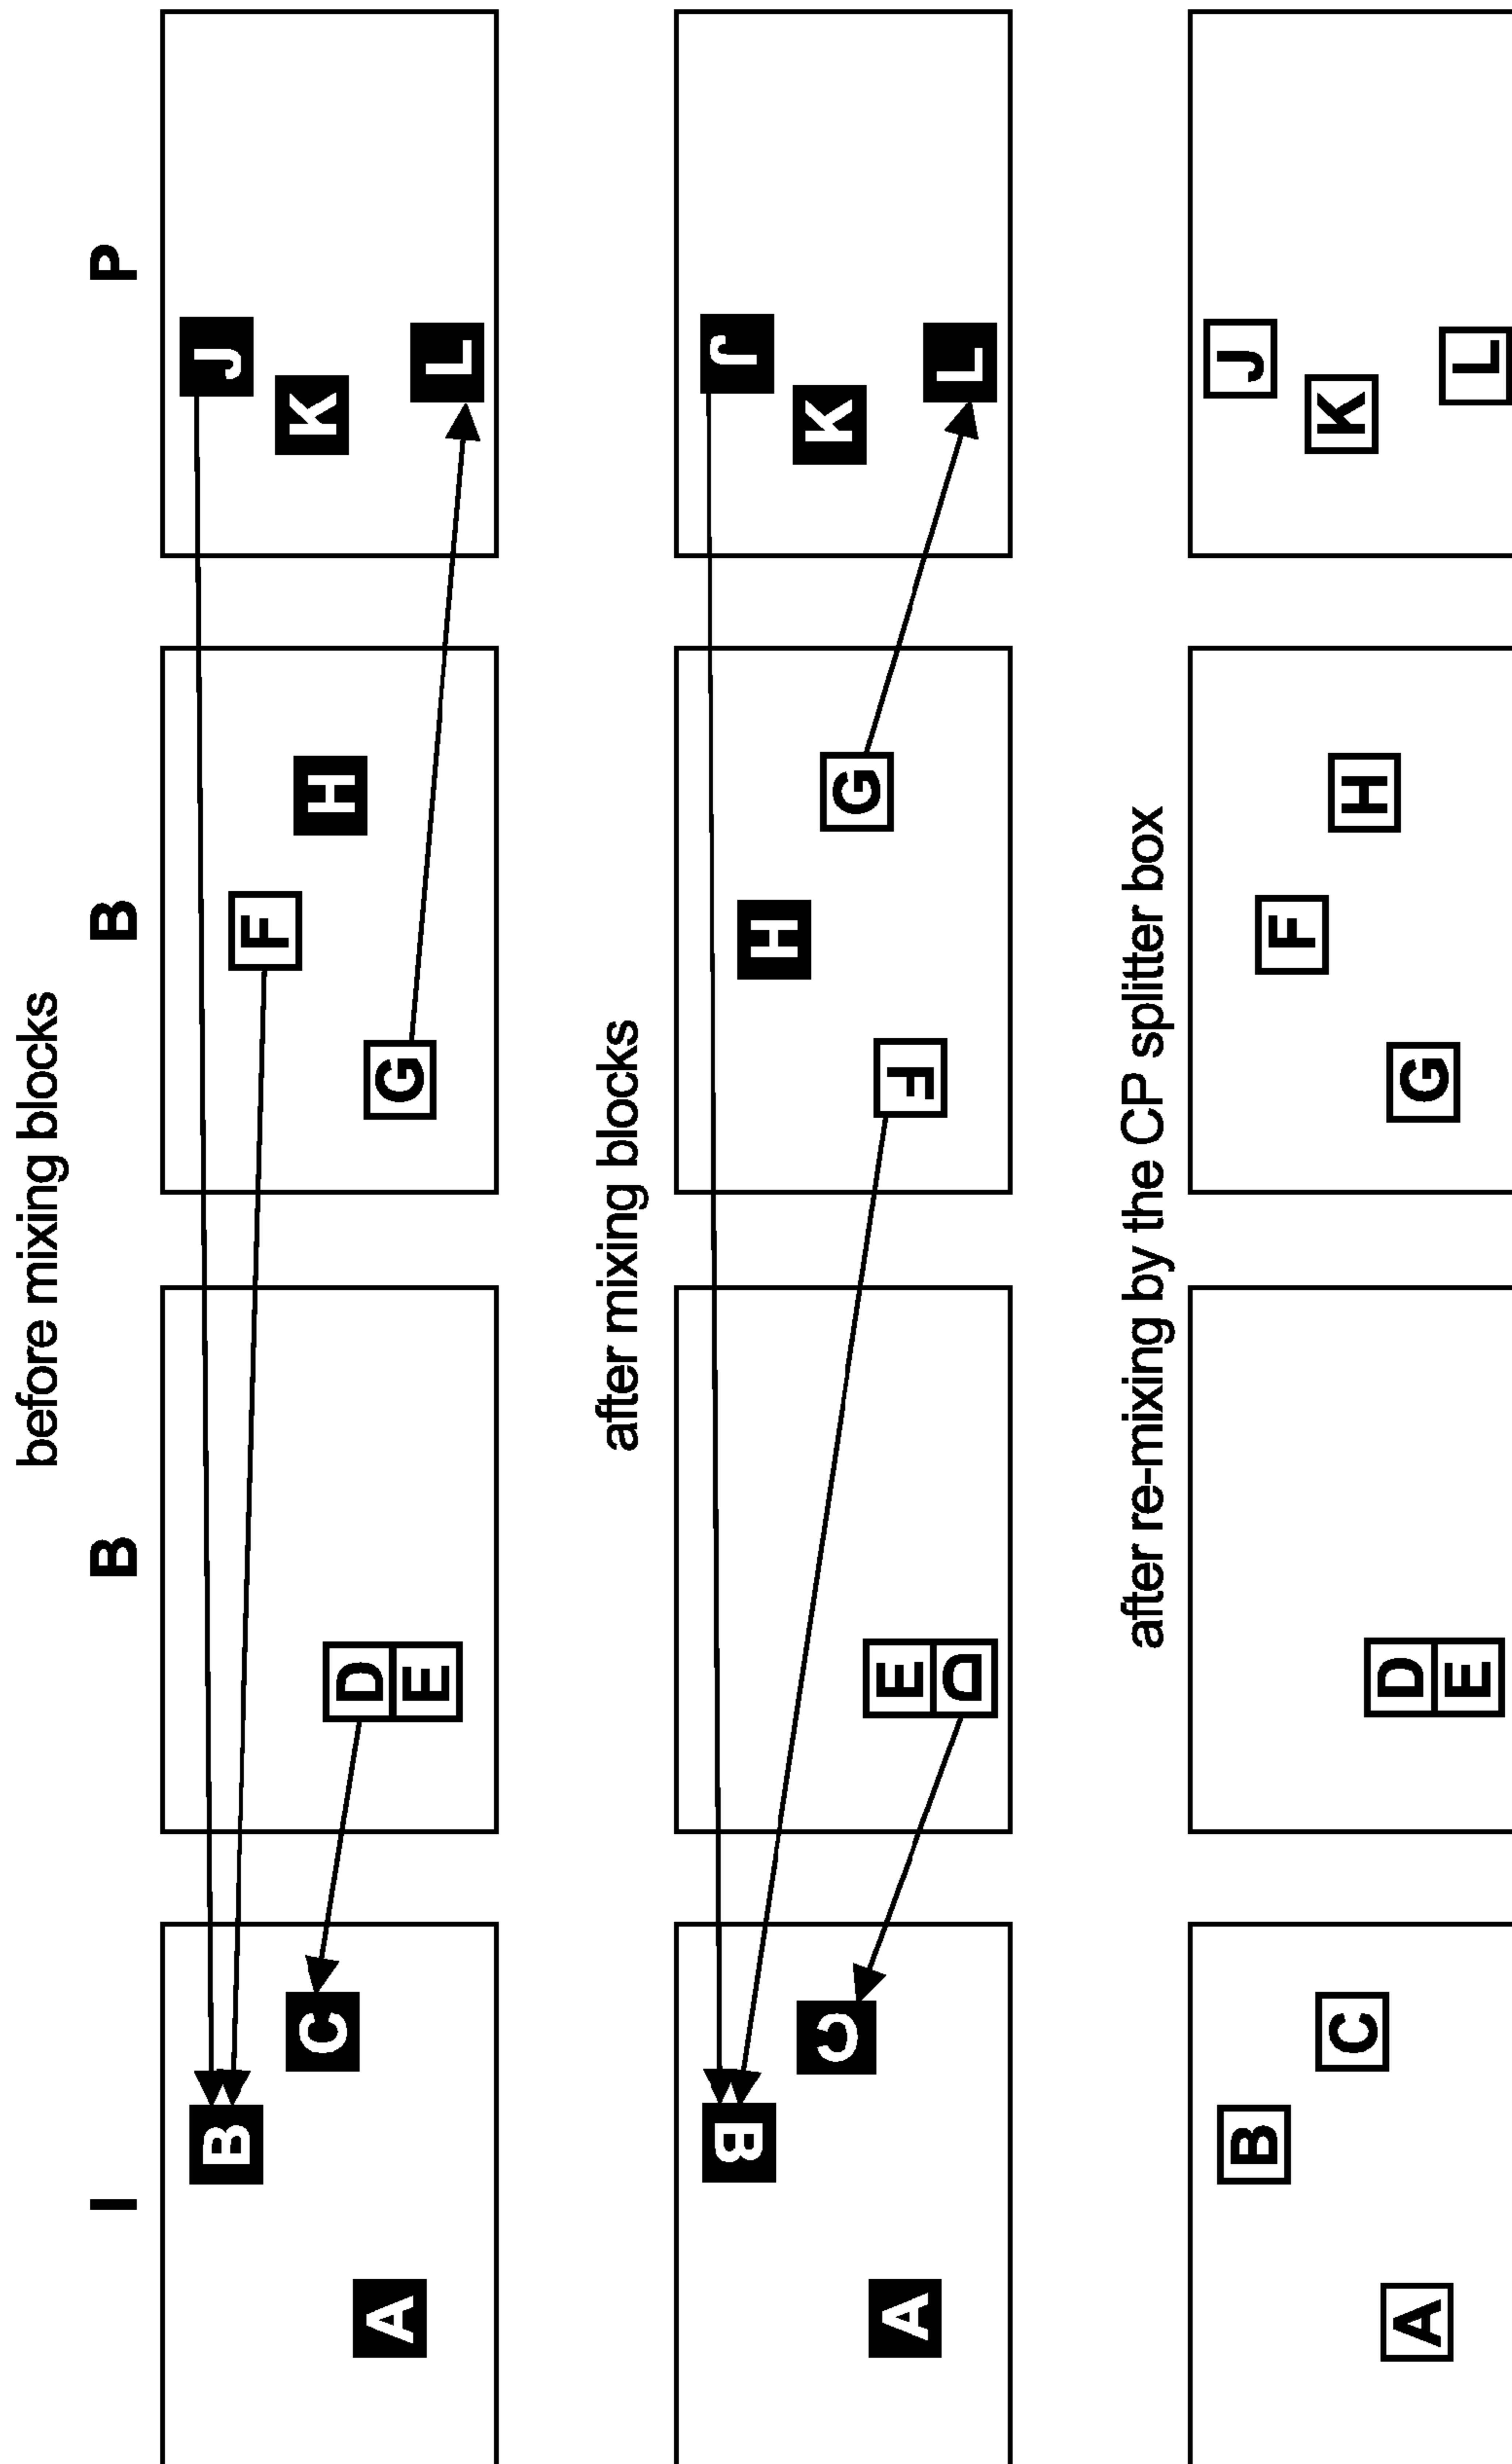 before mixing blocks
I
B
B
P
A
B
C
D
E
G
F
H
K
J
L
after mixing blocks
A
B
C
E
D
F
H
G
K
J
L
after re-mixing by the CP splitter box
A
B
C
D
E
G
F
H
K
J
L